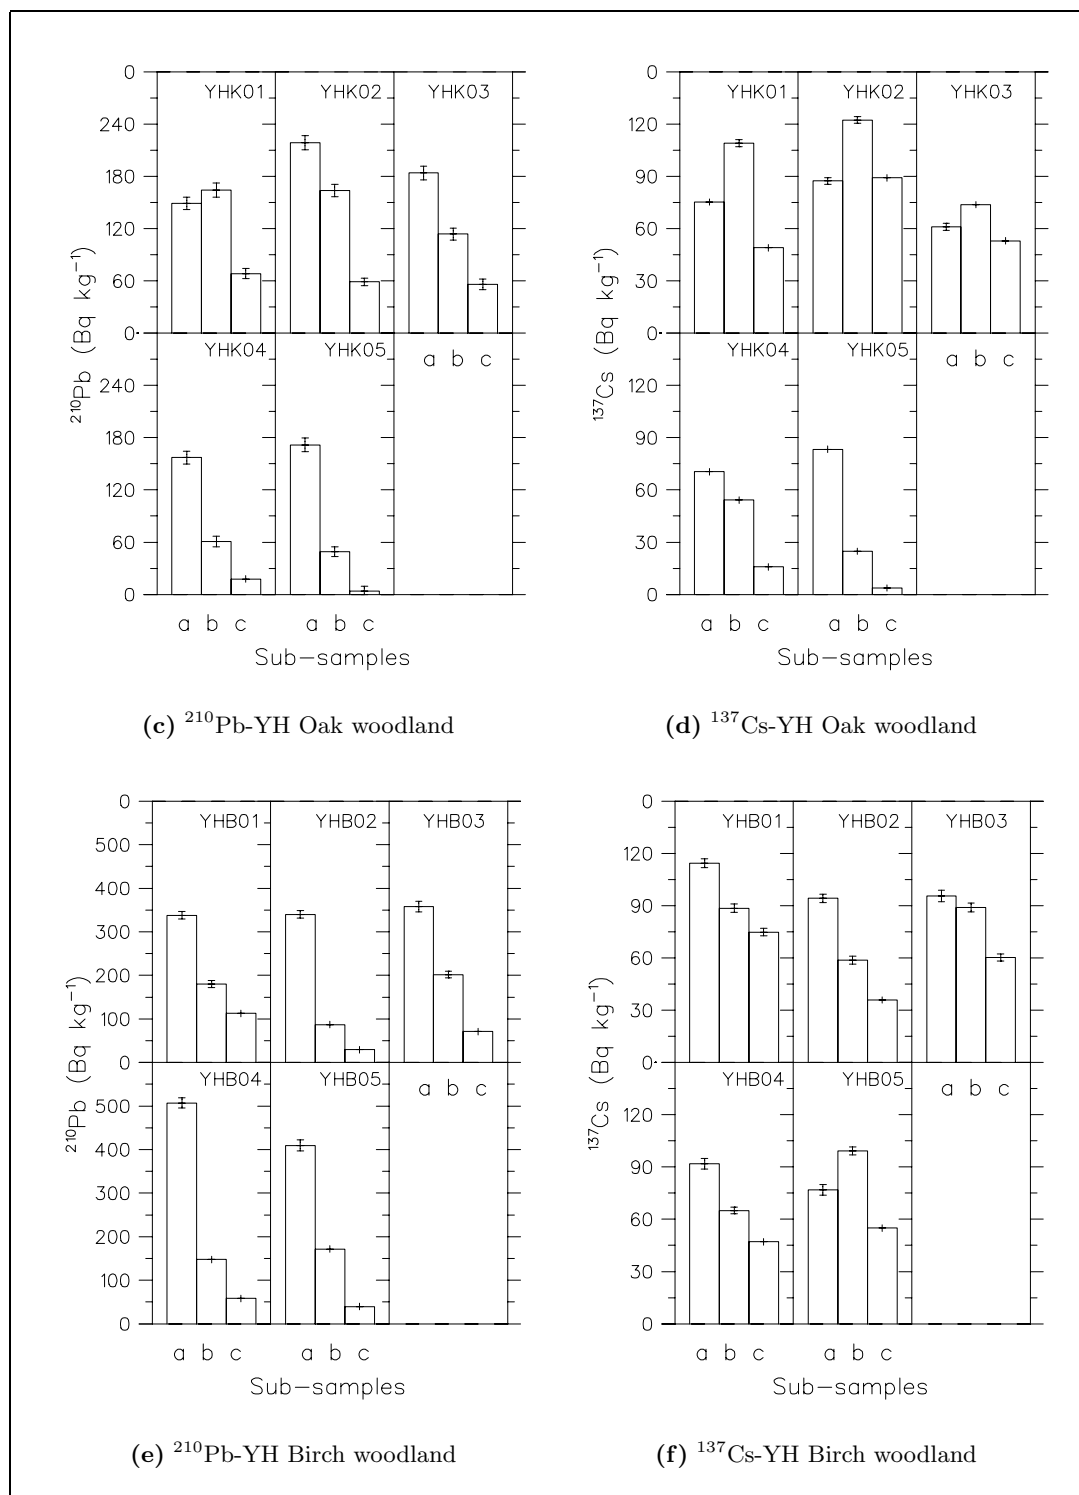 0
240
180
120
60
0
240
180
120
60
0
²¹⁰Pb (Bq kg⁻¹)
YHK01
YHK02
YHK03
YHK04
YHK05
a b c
a b c
a b c
Sub-samples
(c) ²¹⁰Pb-YH Oak woodland
0
120
90
60
30
0
120
90
60
30
0
¹³⁷Cs (Bq kg⁻¹)
YHK01
YHK02
YHK03
YHK04
YHK05
a b c
a b c
a b c
Sub-samples
(d) ¹³⁷Cs-YH Oak woodland
0
500
400
300
200
100
0
500
400
300
200
100
0
²¹⁰Pb (Bq kg⁻¹)
YHB01
YHB02
YHB03
YHB04
YHB05
a b c
a b c
a b c
Sub-samples
(e) ²¹⁰Pb-YH Birch woodland
0
120
90
60
30
0
120
90
60
30
0
¹³⁷Cs (Bq kg⁻¹)
YHB01
YHB02
YHB03
YHB04
YHB05
a b c
a b c
a b c
Sub-samples
(f) ¹³⁷Cs-YH Birch woodland